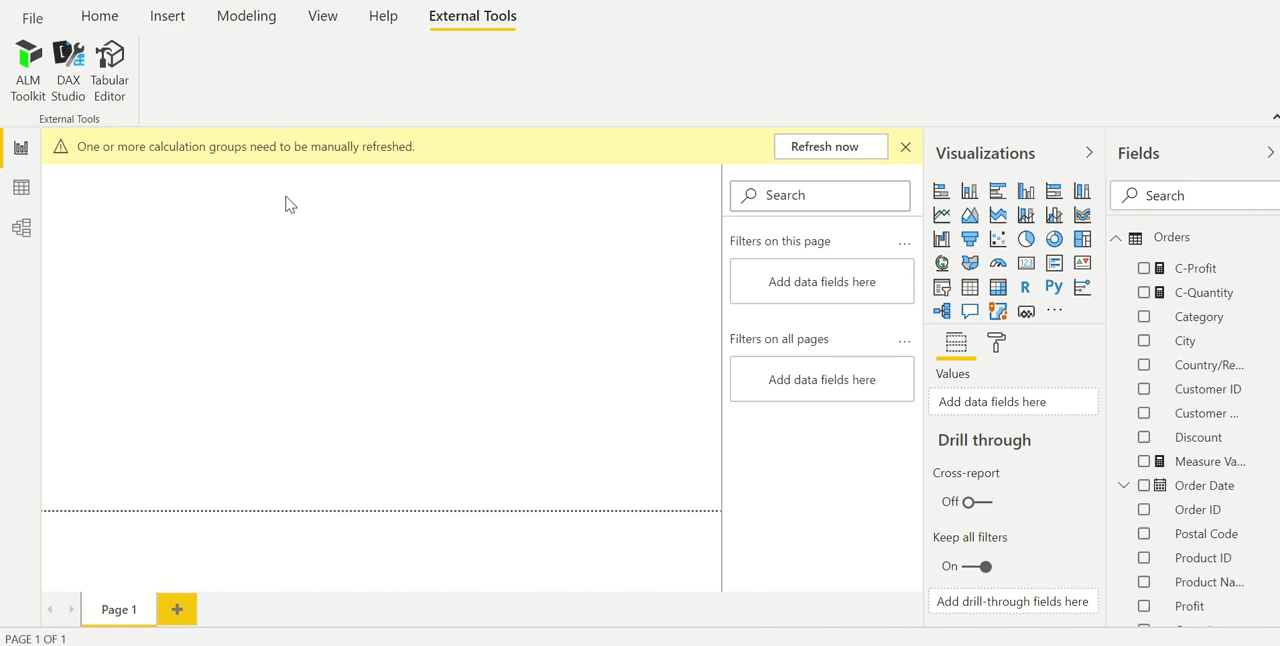 File
Home
Insert
Modeling
View
Help
External Tools
ALM Toolkit
DAX Studio
Tabular Editor
External Tools
One or more calculation groups need to be manually refreshed.
Refresh now
Search
Filters on this page
...
Add data fields here
Filters on all pages
...
Add data fields here
Visualizations
123
R
Py
...
Values
Add data fields here
Drill through
Cross-report
Off
Keep all filters
On
Add drill-through fields here
Fields
Search
Orders
C-Profit
C-Quantity
Category
City
Country/Re...
Customer ID
Customer ...
Discount
Measure Va...
Order Date
Order ID
Postal Code
Product ID
Product Na...
Profit
Page 1
PAGE 1 OF 1